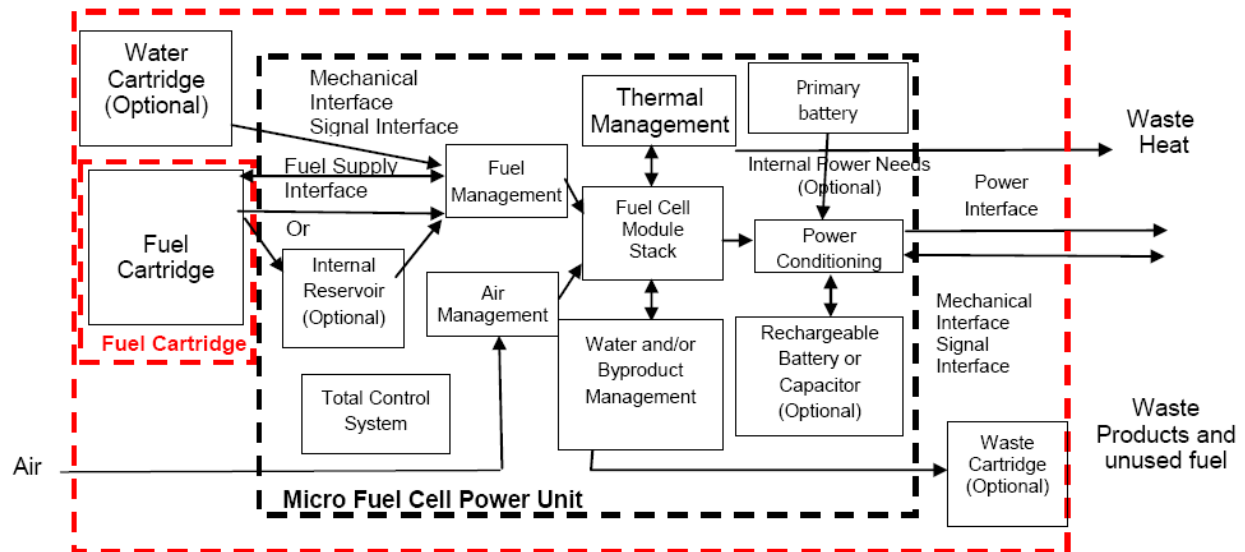 Water
Cartridge
(Optional)
Mechanical
Interface
Signal Interface
Thermal
Management
Primary
battery
Waste
Heat
Fuel Supply
Interface
Fuel
Management
Internal Power Needs
(Optional)
Power
Interface
Fuel
Cartridge
Or
Fuel Cell
Module
Stack
Power
Conditioning
Internal
Reservoir
(Optional)
Air
Management
Fuel Cartridge
Water and/or
Byproduct
Management
Rechargeable
Battery or
Capacitor
(Optional)
Mechanical
Interface
Signal
Interface
Total Control
System
Waste
Products and
unused fuel
Air
Waste
Cartridge
(Optional)
Micro Fuel Cell Power Unit